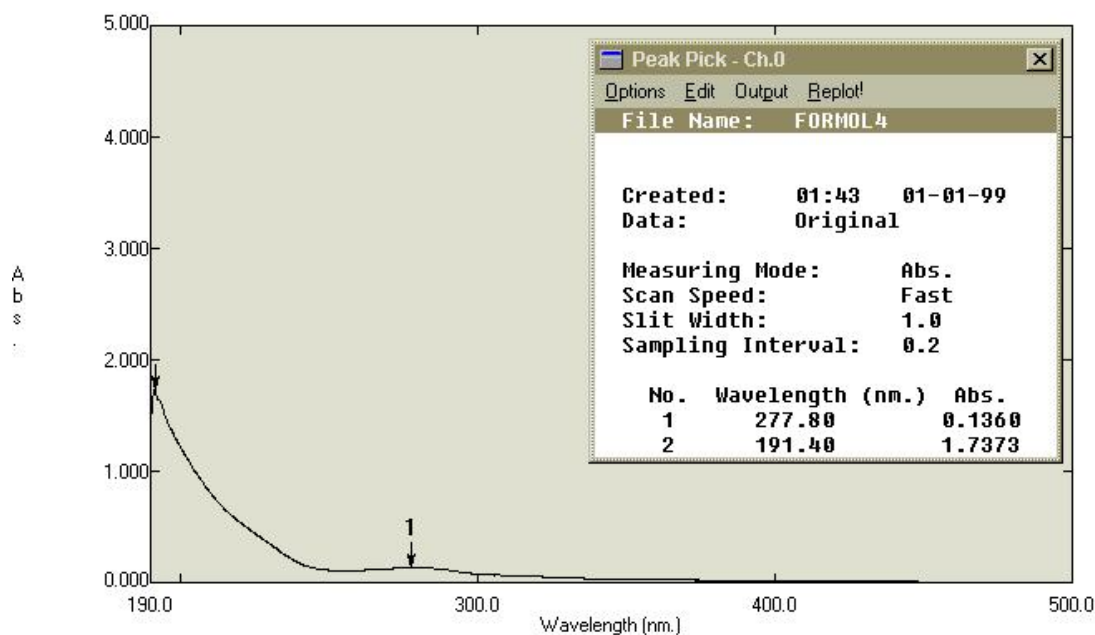 5.000
4.000
3.000
2.000
1.000
0.000
Abs.
1
190.0 300.0 400.0 500.0
Wavelength (nm.)
Peak Pick - Ch.0
Options Edit Output Replot!
File Name: FORMOL4
Created: 01:43 01-01-99
Data: Original
Measuring Mode: Abs.
Scan Speed: Fast
Slit Width: 1.0
Sampling Interval: 0.2
No. Wavelength (nm.) Abs.
1 277.80 0.1360
2 191.40 1.7373